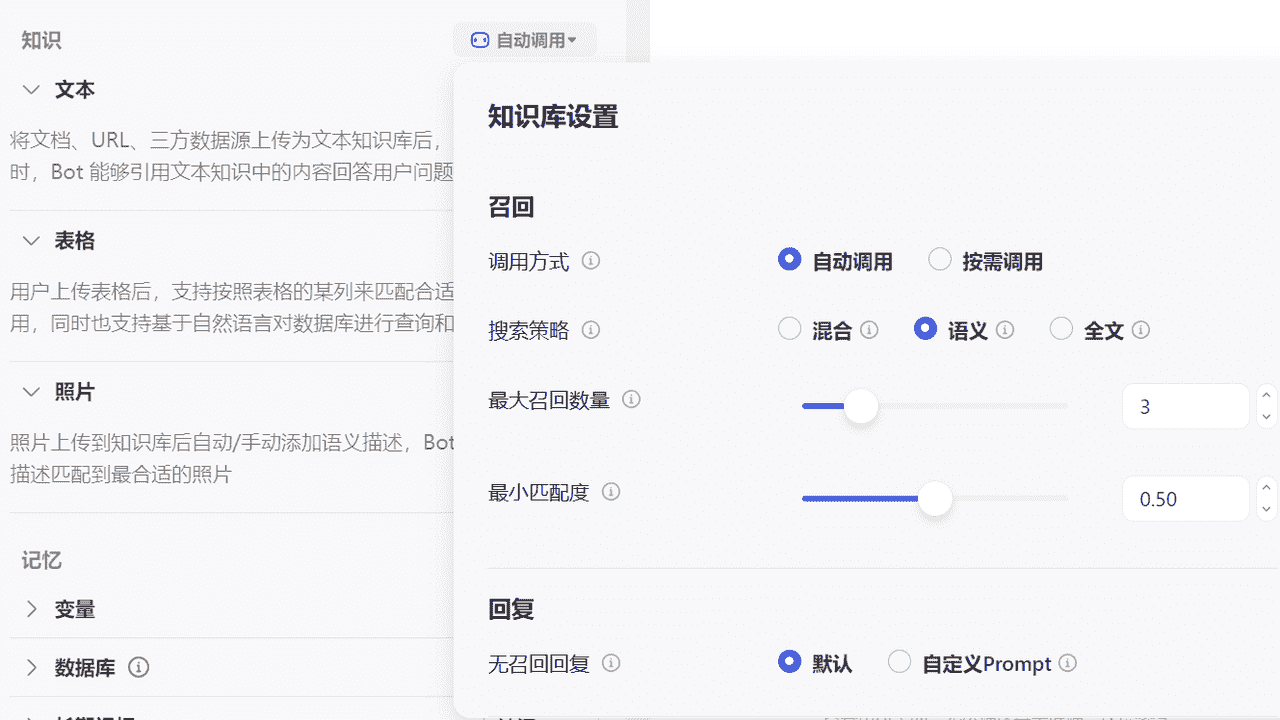 知识
自动调用
文本
将文档、URL、三方数据源上传为文本知识库后，
时，Bot 能够引用文本知识中的内容回答用户问题
表格
用户上传表格后，支持按照表格的某列来匹配合适
用，同时也支持基于自然语言对数据库进行查询和
照片
照片上传到知识库后自动/手动添加语义描述，Bot
描述匹配到最合适的照片
记忆
变量
数据库
知识库设置
召回
调用方式 自动调用 按需调用
搜索策略 混合 语义 全文
最大召回数量 3
最小匹配度 0.50
回复
无召回回复 默认 自定义Prompt